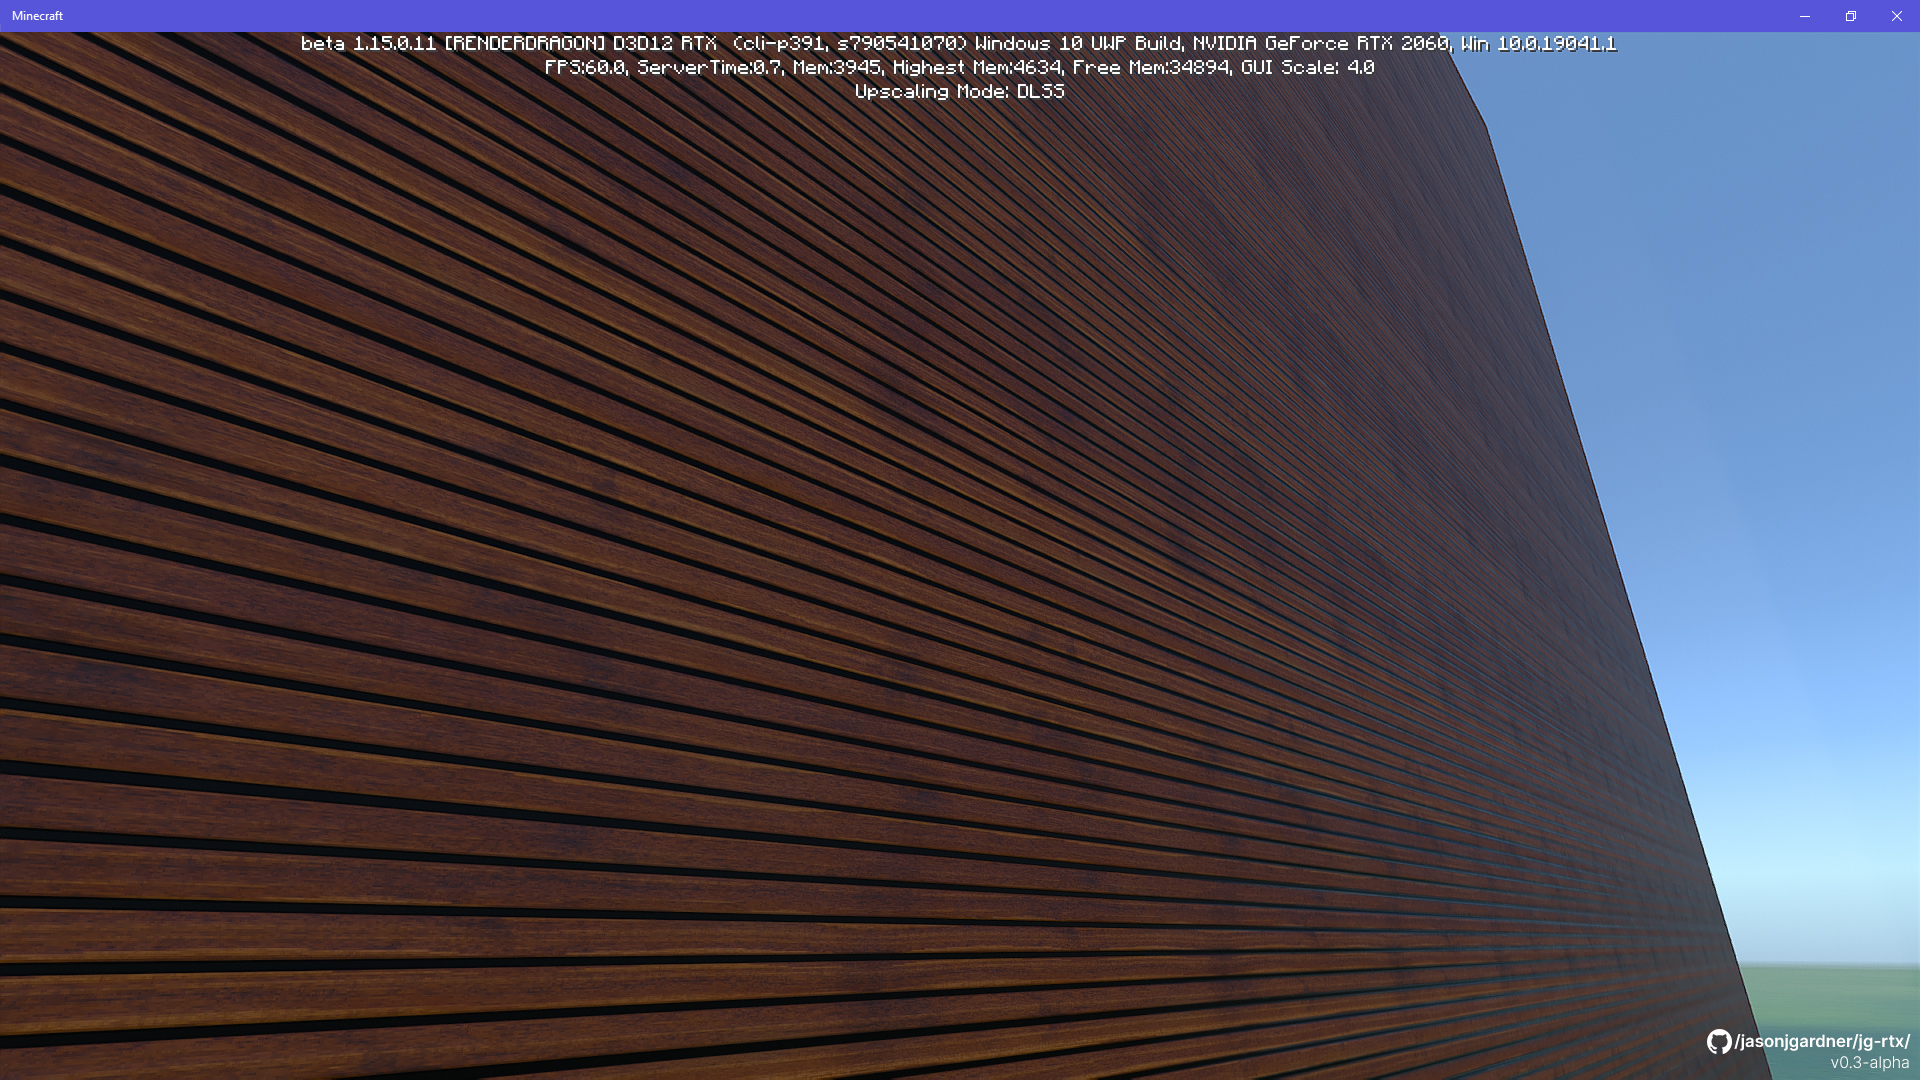 Minecraft
beta 1.15.0.11 [RENDERDRAGON] D3D12 RTX (cli-p391, s790541070) Windows 10 UWP Build, NVIDIA GeForce RTX 2060, Win 10.0.19041.1
FPS:60.0, ServerTime:0.7, Mem:3945, Highest Mem:4634, Free Mem:34894, GUI Scale: 4.0
Upscaling Mode: DLSS
/jasonjgardner/jg-rtx/
v0.3-alpha